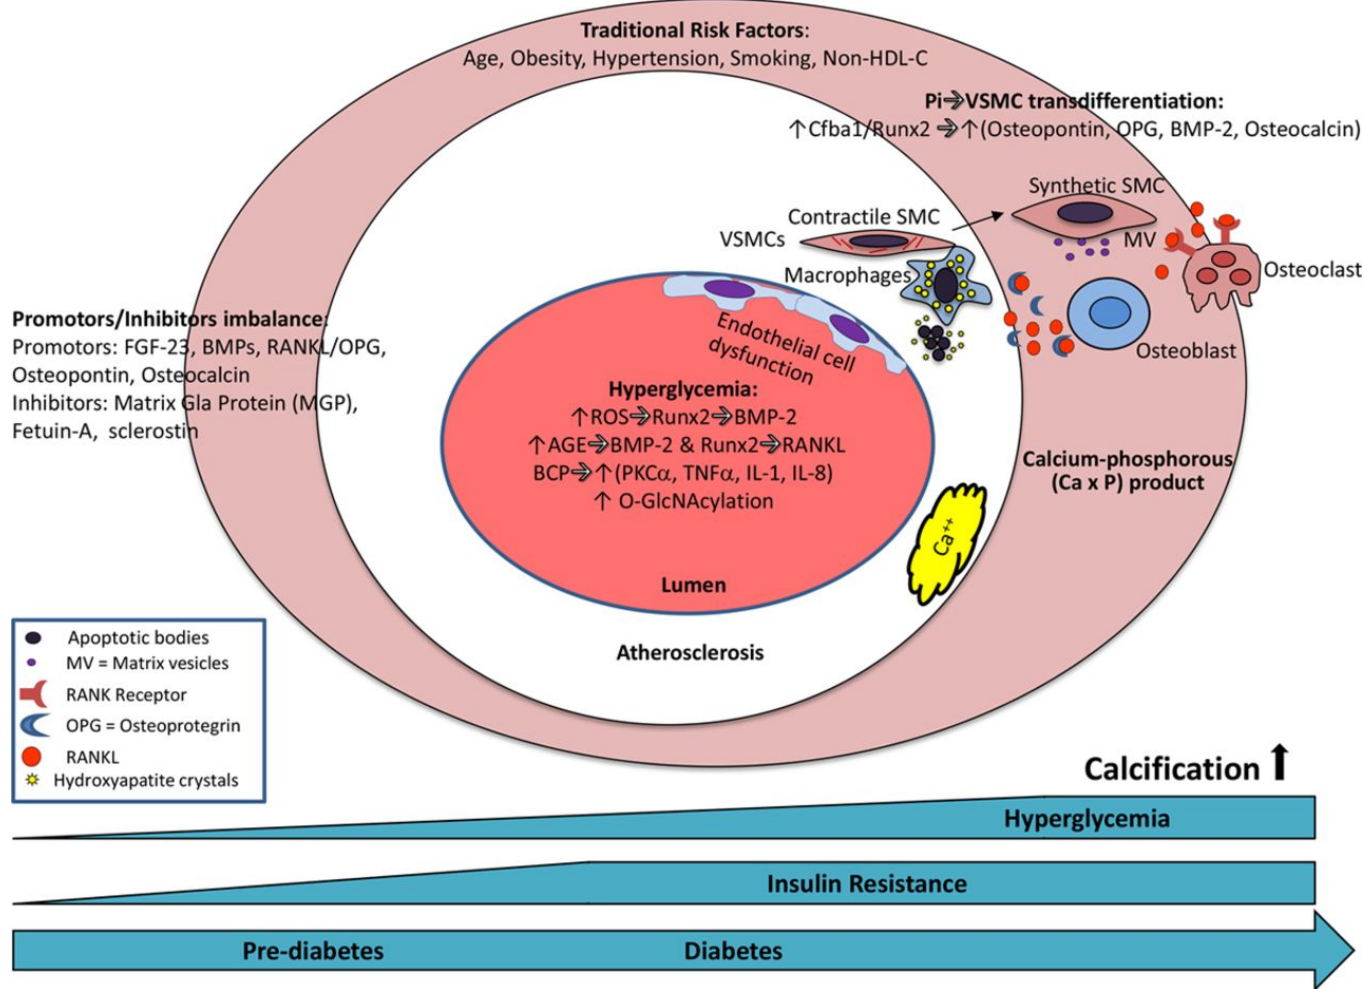 Traditional Risk Factors:
Age, Obesity, Hypertension, Smoking, Non-HDL-C
Pi➔VSMC transdifferentiation:
↑Cfba1/Runx2 ➔↑(Osteopontin, OPG, BMP-2, Osteocalcin)
Synthetic SMC
Contractile SMC
VSMCs
MV
Macrophages
Osteoclast
Osteoblast
Endothelial cell
dysfunction
Promotors/Inhibitors imbalance:
Promotors: FGF-23, BMPs, RANKL/OPG,
Osteopontin, Osteocalcin
Inhibitors: Matrix Gla Protein (MGP),
Fetuin-A, sclerostin
Hyperglycemia:
↑ROS➔Runx2➔BMP-2
↑AGE➔BMP-2 & Runx2➔RANKL
BCP➔↑(PKCα, TNFα, IL-1, IL-8)
↑ O-GlcNAcylation
Calcium-phosphorous
(Ca x P) product
Ca++
Lumen
Atherosclerosis
Apoptotic bodies
MV = Matrix vesicles
RANK Receptor
OPG = Osteoprotegrin
RANKL
Hydroxyapatite crystals
Calcification ↑
Hyperglycemia
Insulin Resistance
Pre-diabetes Diabetes